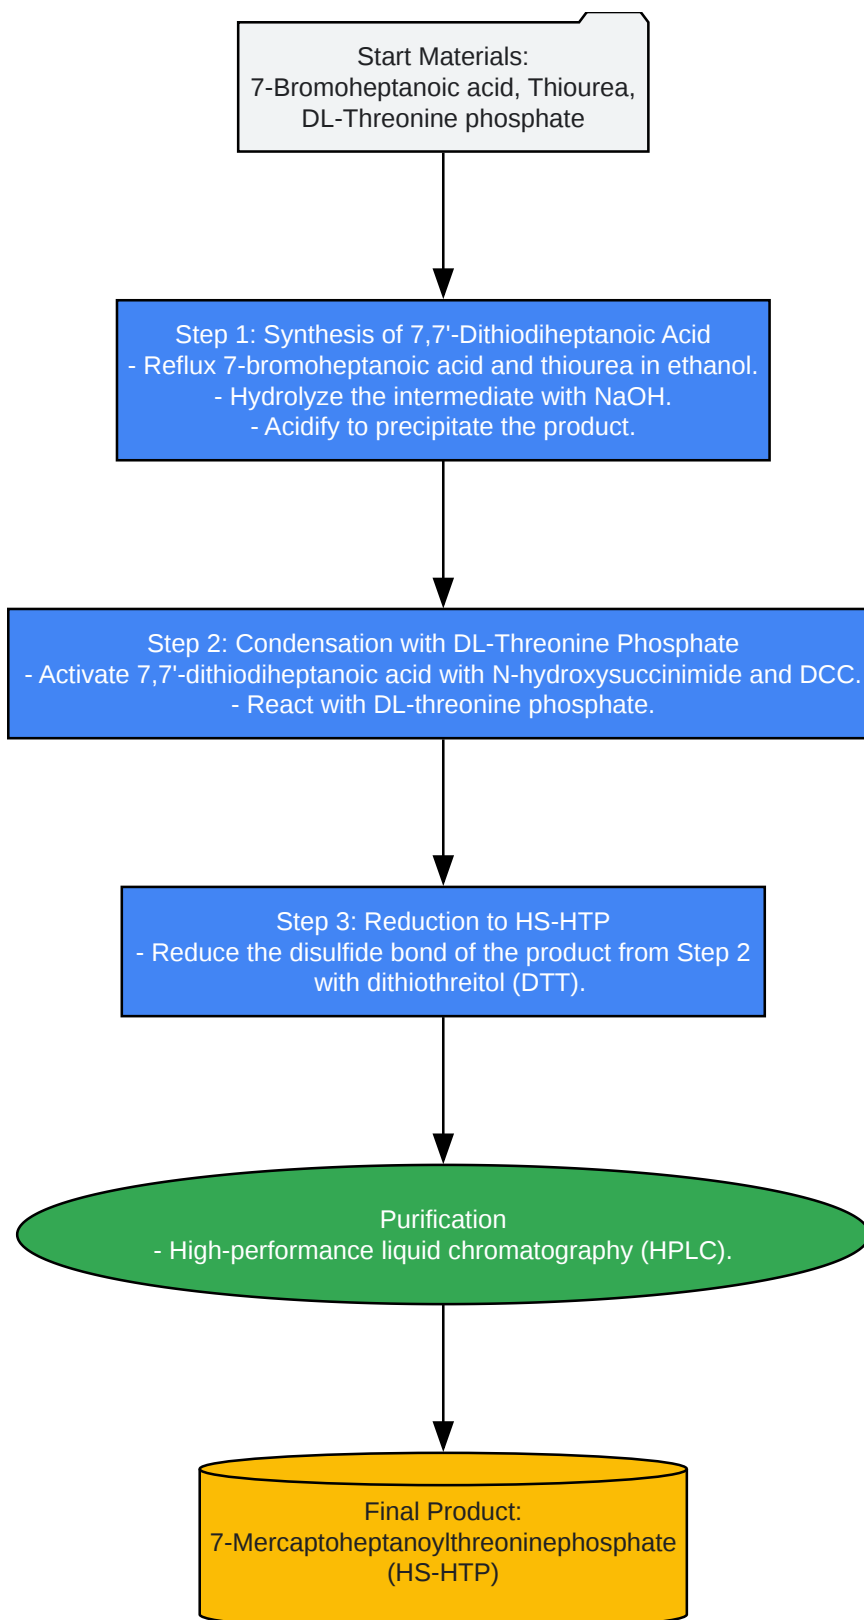 Start Materials:
7-Bromoheptanoic acid, Thiourea,
DL-Threonine phosphate
Step 1: Synthesis of 7,7'-Dithiodiheptanoic Acid
- Reflux 7-bromoheptanoic acid and thiourea in ethanol.
- Hydrolyze the intermediate with NaOH.
- Acidify to precipitate the product.
Step 2: Condensation with DL-Threonine Phosphate
- Activate 7,7'-dithiodiheptanoic acid with N-hydroxysuccinimide and DCC.
- React with DL-threonine phosphate.
Step 3: Reduction to HS-HTP
- Reduce the disulfide bond of the product from Step 2
with dithiothreitol (DTT).
Purification
- High-performance liquid chromatography (HPLC).
Final Product:
7-Mercaptoheptanoylthreoninephosphate
(HS-HTP)